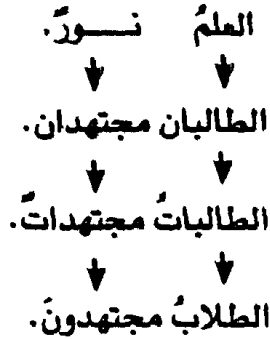 العلمُ نـــورٌ.
الطالبان مجتهدان.
الطالباتُ مجتهداتٌ.
الطلابُ مجتهدونَ.